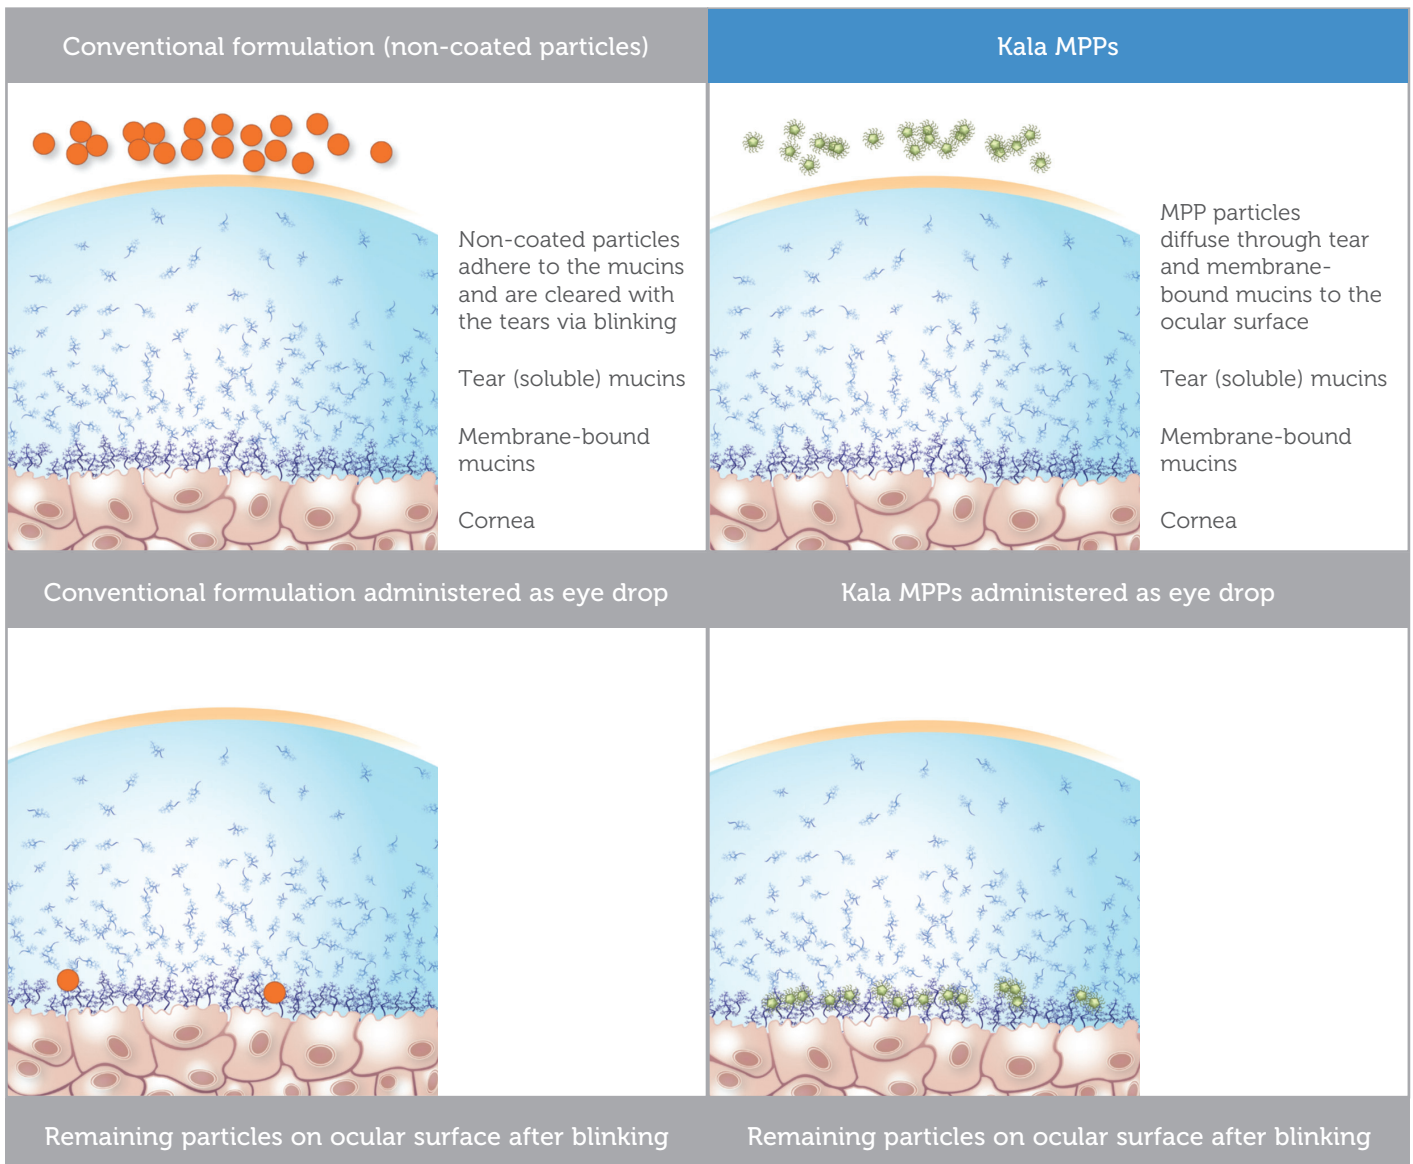 Conventional formulation (non-coated particles)
Kala MPPs
Non-coated particles
adhere to the mucins
and are cleared with
the tears via blinking
Tear (soluble) mucins
Membrane-bound
mucins
Cornea
MPP particles
diffuse through tear
and membrane-
bound mucins to the
ocular surface
Tear (soluble) mucins
Membrane-bound
mucins
Cornea
Conventional formulation administered as eye drop
Kala MPPs administered as eye drop
Remaining particles on ocular surface after blinking
Remaining particles on ocular surface after blinking